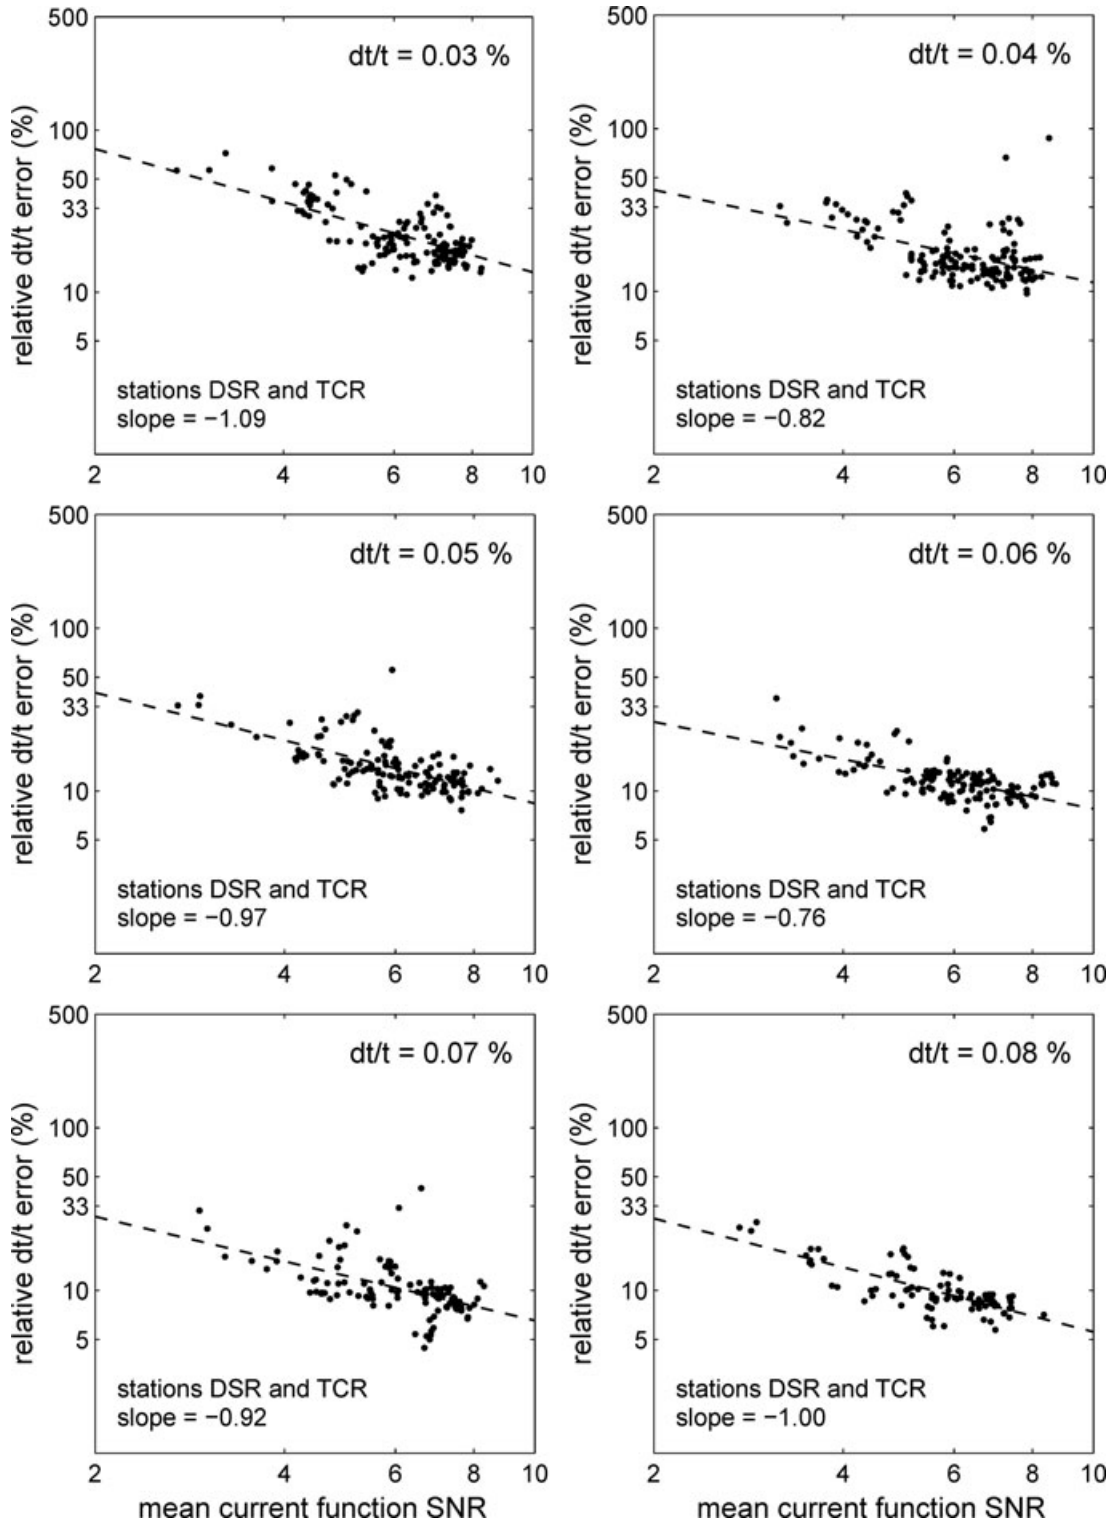 500
dt/t = 0.03 %
100
50
33
10
5
relative dt/t error (%)
stations DSR and TCR
slope = −1.09
2 4 6 8 10
500
dt/t = 0.04 %
100
50
33
10
5
relative dt/t error (%)
stations DSR and TCR
slope = −0.82
2 4 6 8 10
500
dt/t = 0.05 %
100
50
33
10
5
relative dt/t error (%)
stations DSR and TCR
slope = −0.97
2 4 6 8 10
500
dt/t = 0.06 %
100
50
33
10
5
relative dt/t error (%)
stations DSR and TCR
slope = −0.76
2 4 6 8 10
500
dt/t = 0.07 %
100
50
33
10
5
relative dt/t error (%)
stations DSR and TCR
slope = −0.92
2 4 6 8 10
mean current function SNR
500
dt/t = 0.08 %
100
50
33
10
5
relative dt/t error (%)
stations DSR and TCR
slope = −1.00
2 4 6 8 10
mean current function SNR